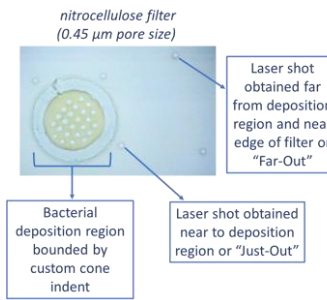 nitrocellulose filter
(0.45 µm pore size)
Laser shot
obtained far
from deposition
region and near
edge of filter or
"Far-Out"
Bacterial
deposition region
bounded by
custom cone
indent
Laser shot obtained
near to deposition
region or "Just-Out"